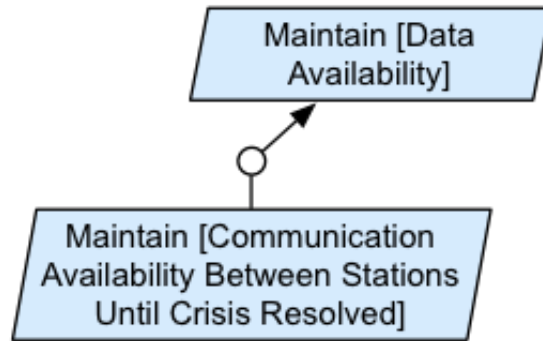 Maintain [Data
Availability]
Maintain [Communication
Availability Between Stations
Until Crisis Resolved]